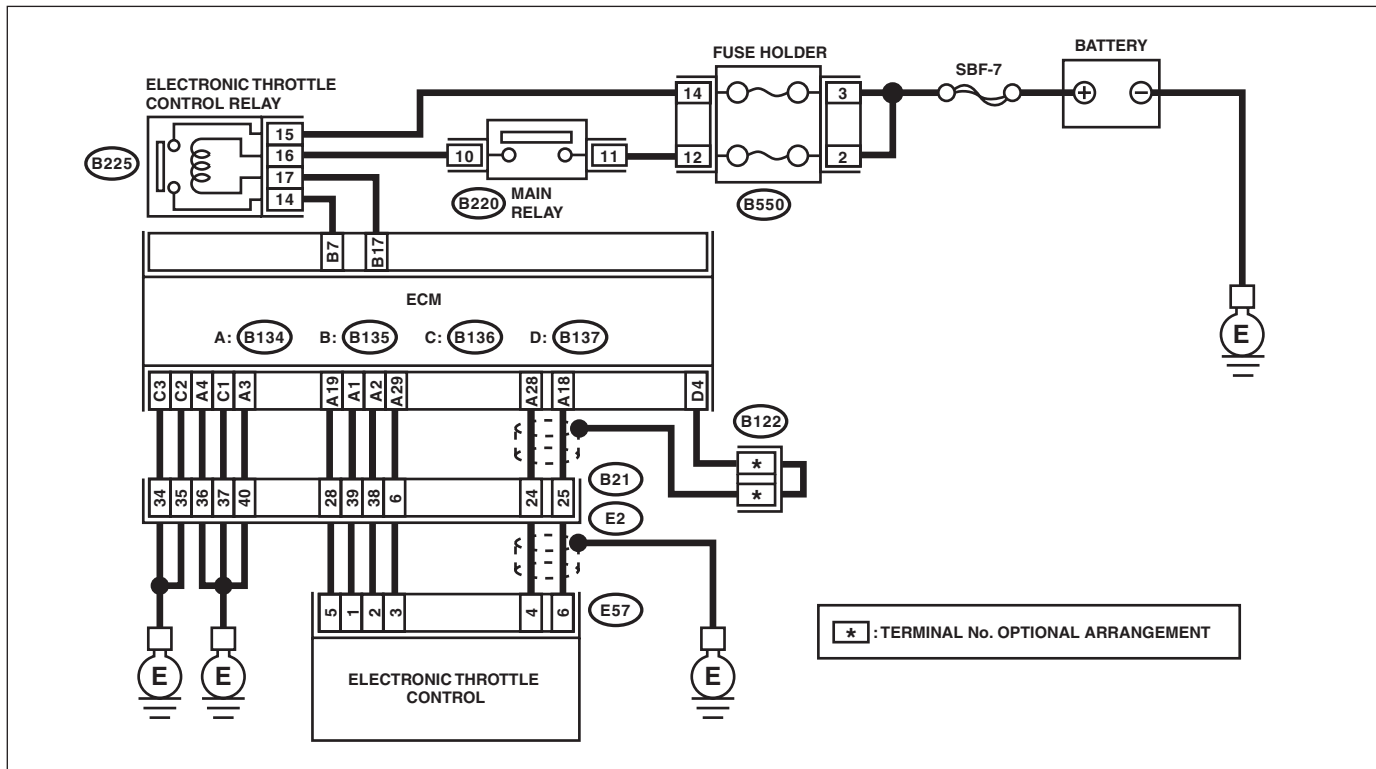 BATTERY
FUSE HOLDER
SBF-7
ELECTRONIC THROTTLE
CONTROL RELAY
+ −
14 3
15
16
17
14
10 11
12 2
B225
B220
MAIN
RELAY
B550
B7 B17
ECM
A: B134 B: B135 C: B136 D: B137
E
C3 C2 A4 C1 A3 A19 A1 A2 A29 A28 A18 D4
B122
*
*
34 35 36 37 40 28 39 38 6 24 25
B21
E2
5 1 2 3 4 6
E57
* : TERMINAL No. OPTIONAL ARRANGEMENT
E E E
ELECTRONIC THROTTLE
CONTROL